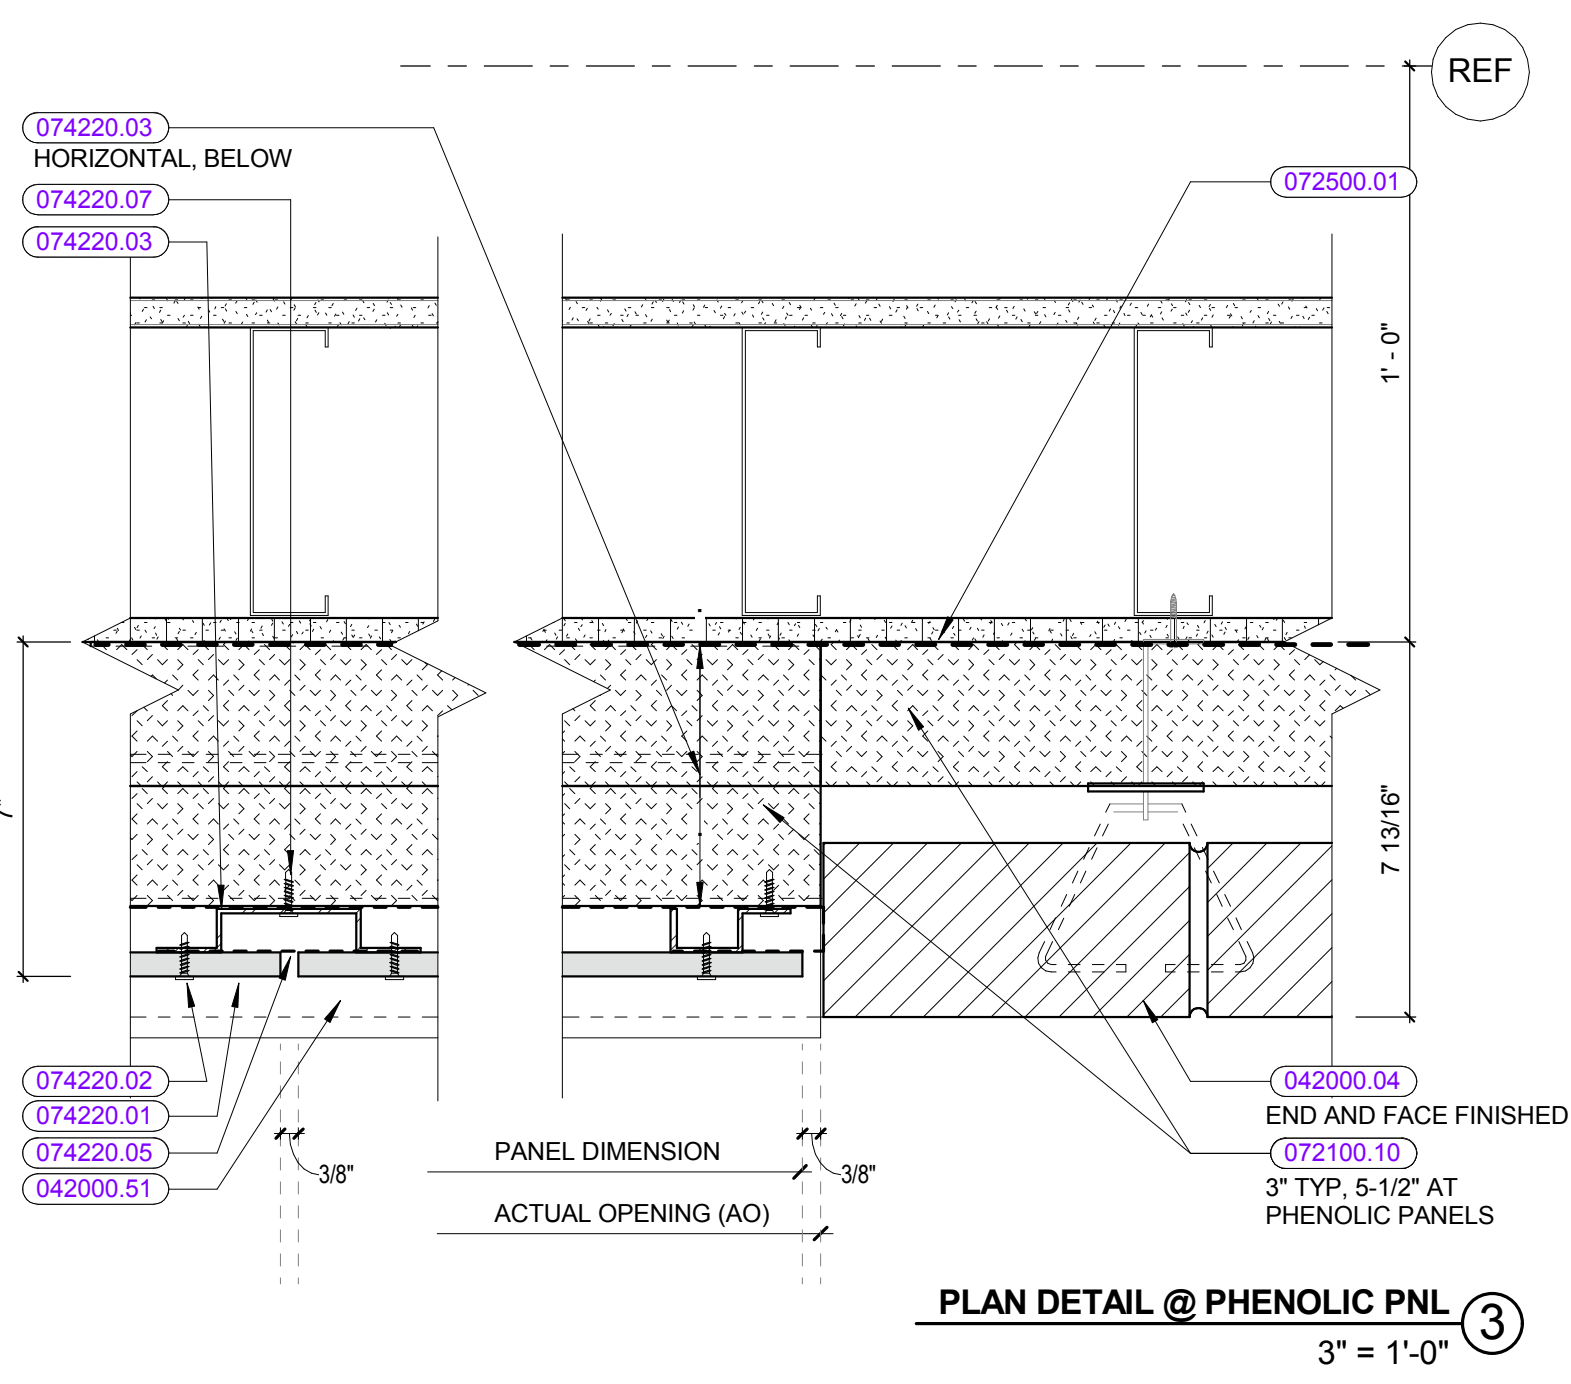 REF
074220.03
HORIZONTAL, BELOW
074220.07
074220.03
072500.01
1' - 0"
7"
7 13/16"
074220.02
074220.01
074220.05
042000.51
3/8"
PANEL DIMENSION
ACTUAL OPENING (AO)
3/8"
042000.04
END AND FACE FINISHED
072100.10
3" TYP, 5-1/2" AT
PHENOLIC PANELS
PLAN DETAIL @ PHENOLIC PNL
3
3" = 1'-0"